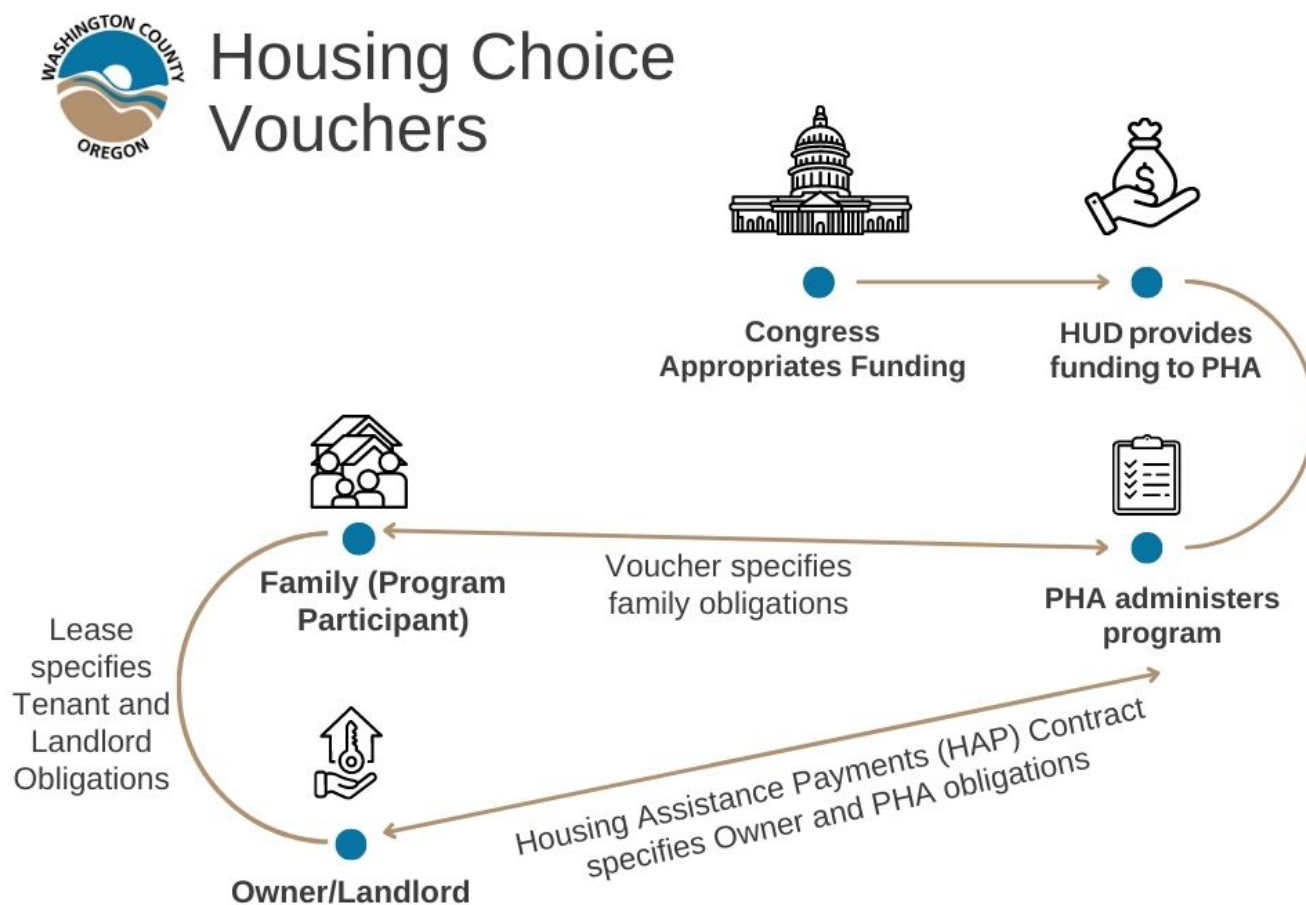 WASHINGTON COUNTY
OREGON
Housing Choice
Vouchers
$
Congress
Appropriates Funding
HUD provides
funding to PHA
Family (Program
Participant)
Voucher specifies
family obligations
PHA administers
program
Lease
specifies
Tenant and
Landlord
Obligations
Housing Assistance Payments (HAP) Contract
specifies Owner and PHA obligations
Owner/Landlord